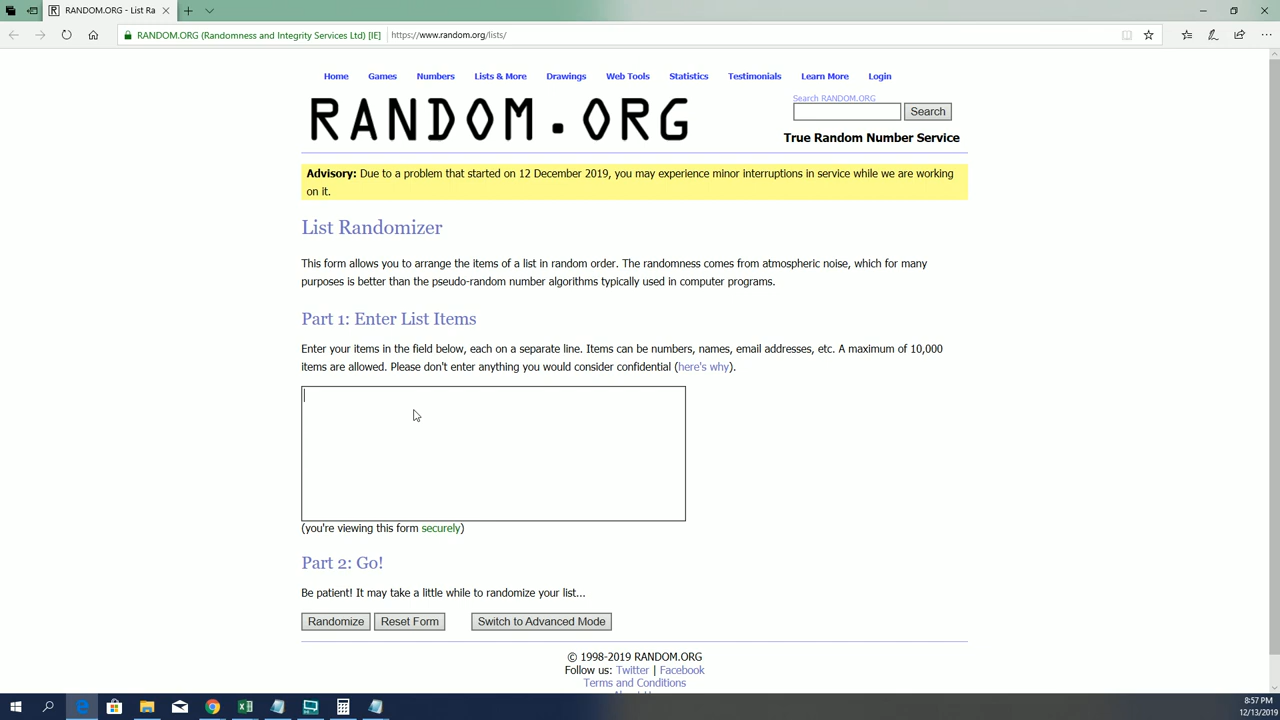 RANDOM.ORG - List Ra
RANDOM.ORG (Randomness and Integrity Services Ltd) [IE]
https://www.random.org/lists/
Home Games Numbers Lists & More Drawings Web Tools Statistics Testimonials Learn More Login
Search RANDOM.ORG
RANDOM.ORG
Search
True Random Number Service
Advisory: Due to a problem that started on 12 December 2019, you may experience minor interruptions in service while we are working
on it.
List Randomizer
This form allows you to arrange the items of a list in random order. The randomness comes from atmospheric noise, which for many
purposes is better than the pseudo-random number algorithms typically used in computer programs.
Part 1: Enter List Items
Enter your items in the field below, each on a separate line. Items can be numbers, names, email addresses, etc. A maximum of 10,000
items are allowed. Please don't enter anything you would consider confidential (here's why).
(you're viewing this form securely)
Part 2: Go!
Be patient! It may take a little while to randomize your list...
Randomize Reset Form Switch to Advanced Mode
© 1998-2019 RANDOM.ORG
Follow us: Twitter | Facebook
Terms and Conditions
8:57 PM
12/13/2019